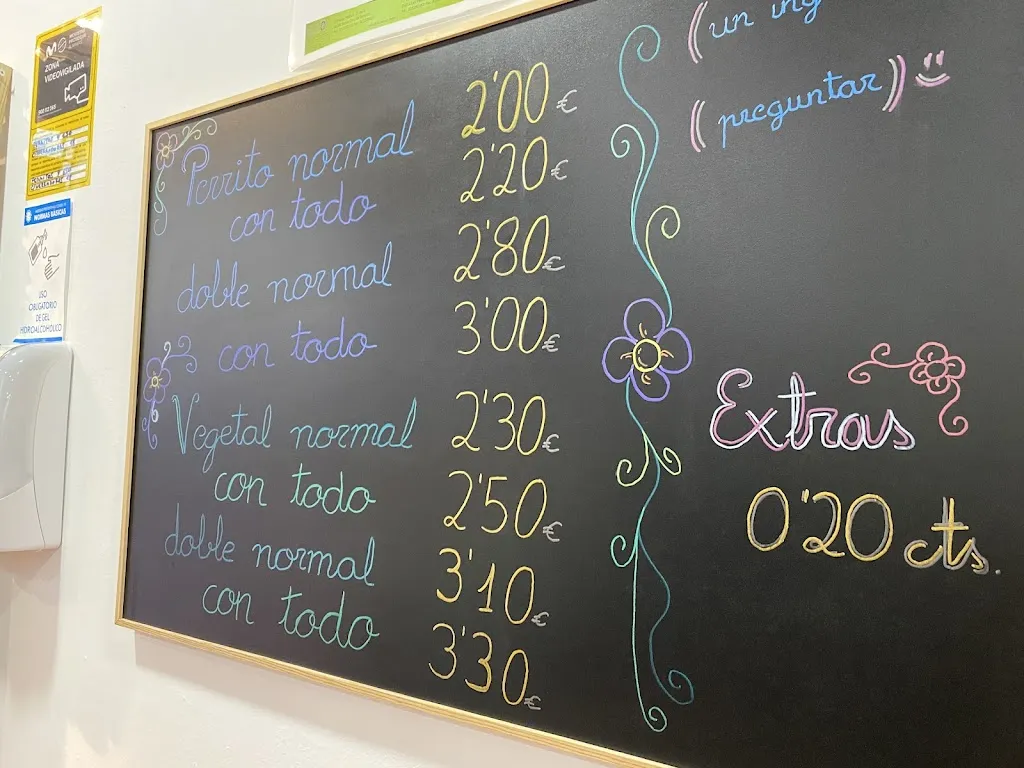 ZONA
VIDEOVIGILADA
NORMAS BÁSICAS
USO
OBLIGATORIO
DE GEL
HIDROALCOHÓLICO
Perrito normal 2'00 €
con todo 2'20 €
doble normal 2'80 €
con todo 3'00 €
Vegetal normal 2'30 €
con todo 2'50 €
doble normal 3'10 €
con todo 3'30 €
(un ing
(preguntar)
Extras
0'20 cts.